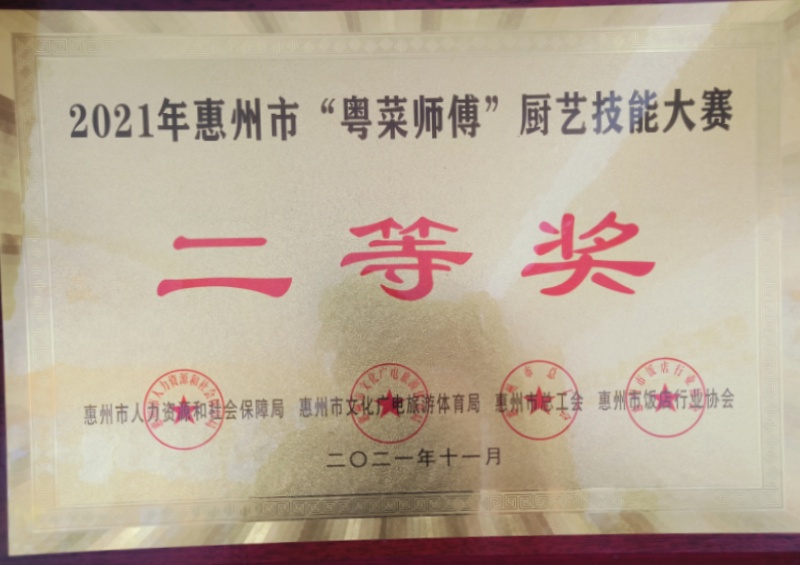 2021年惠州市“粤菜师傅”厨艺技能大赛
二等奖
惠州市人力资源和社会保障局 惠州市文化广电旅游体育局 惠州市总工会 惠州市饭店行业协会
二〇二一年十一月